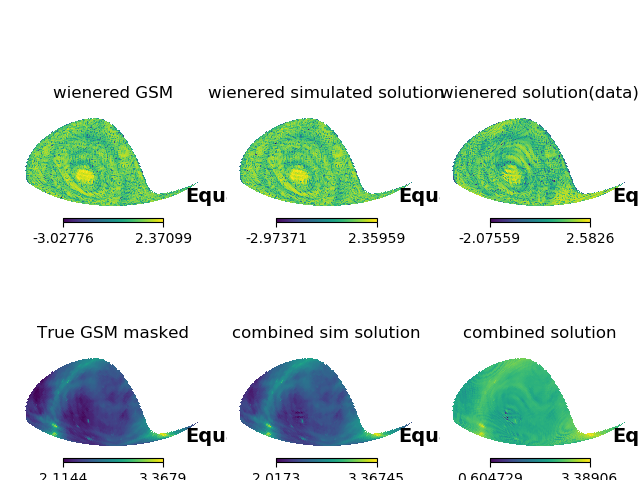 wienered GSM
wienered simulated solution
wienered solution(data)
Equ
Equ
Eq
-3.02776 2.37099
-2.97371 2.35959
-2.07559 2.5826
True GSM masked
combined sim solution
combined solution
Equ
Equ
Eq
2.1144 3.3679
2.0173 3.36745
0.604729 3.38906